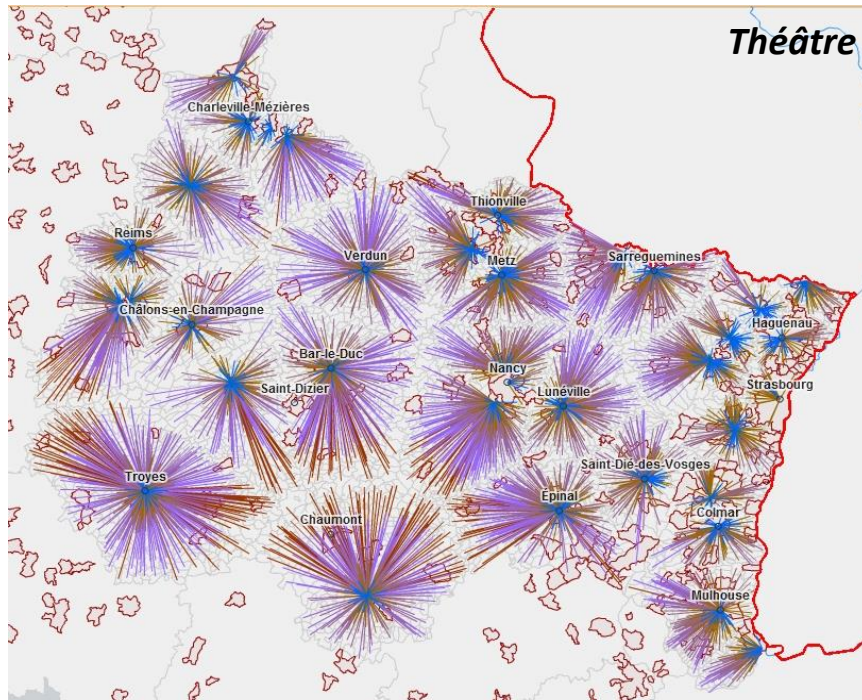 Théâtre
Charleville-Mézières
Thionville
Reims
Verdun
Metz
Sarreguemines
Châlons-en-Champagne
Haguenau
Bar-le-Duc
Nancy
Saint-Dizier
Lunéville
Strasbourg
Troyes
Saint-Dié-des-Vosges
Épinal
Chaumont
Colmar
Mulhouse